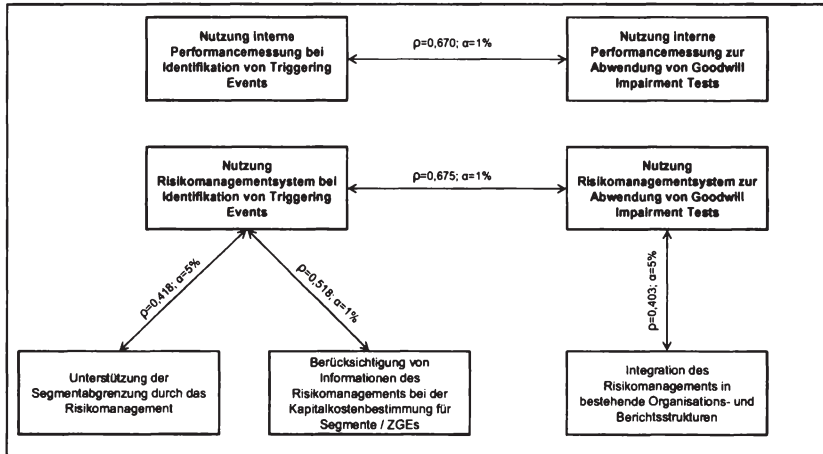 Nutzung interne
Performancemessung bei
Identifikation von Triggering
Events
ρ=0,670; α=1%
Nutzung interne
Performancemessung zur
Abwendung von Goodwill
Impairment Tests
Nutzung
Risikomanagementsystem bei
Identifikation von Triggering
Events
ρ=0,675; α=1%
Nutzung
Risikomanagementsystem zur
Abwendung von Goodwill
Impairment Tests
ρ=0,418; α=5%
ρ=0,518; α=1%
ρ=0,403; α=5%
Unterstützung der
Segmentabgrenzung durch das
Risikomanagement
Berücksichtigung von
Informationen des
Risikomanagements bei der
Kapitalkostenbestimmung für
Segmente / ZGEs
Integration des
Risikomanagements in
bestehende Organisations- und
Berichtsstrukturen